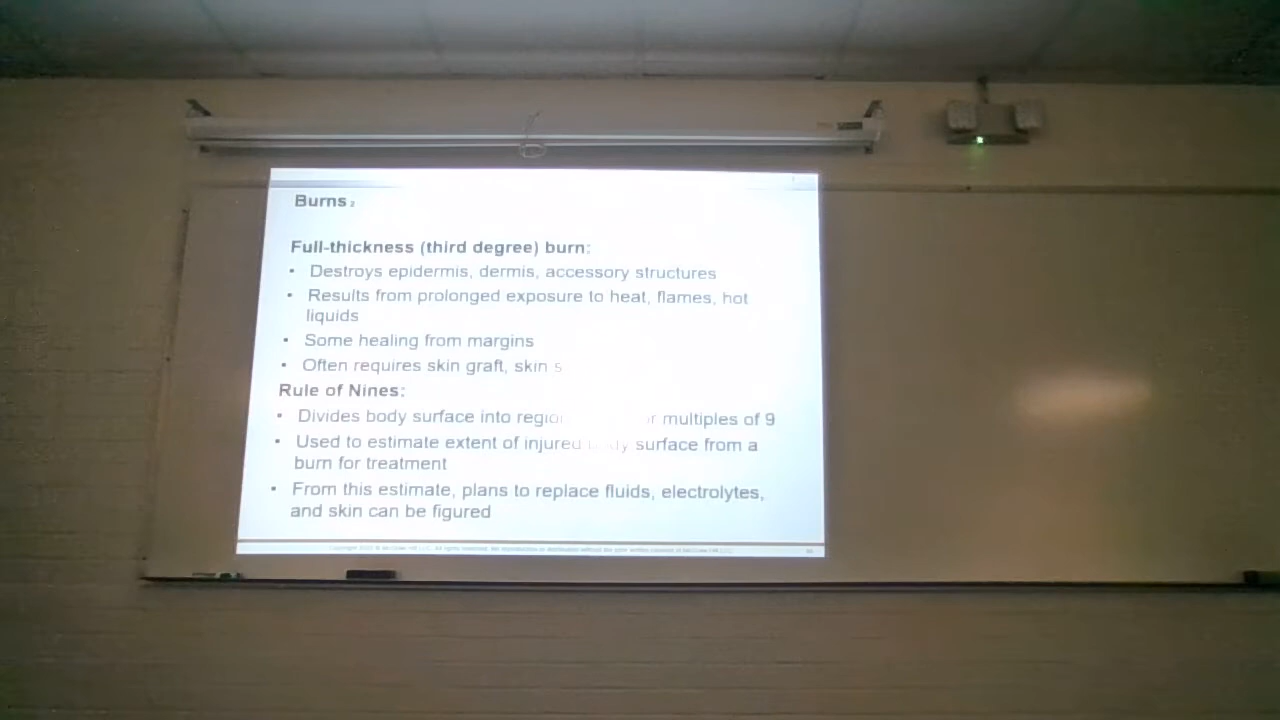 Burns 2
Full-thickness (third degree) burn:
• Destroys epidermis, dermis, accessory structures
• Results from prolonged exposure to heat, flames, hot
liquids
• Some healing from margins
• Often requires skin graft, skin s
Rule of Nines:
• Divides body surface into regio multiples of 9
• Used to estimate extent of injured surface from a
burn for treatment
• From this estimate, plans to replace fluids, electrolytes,
and skin can be figured